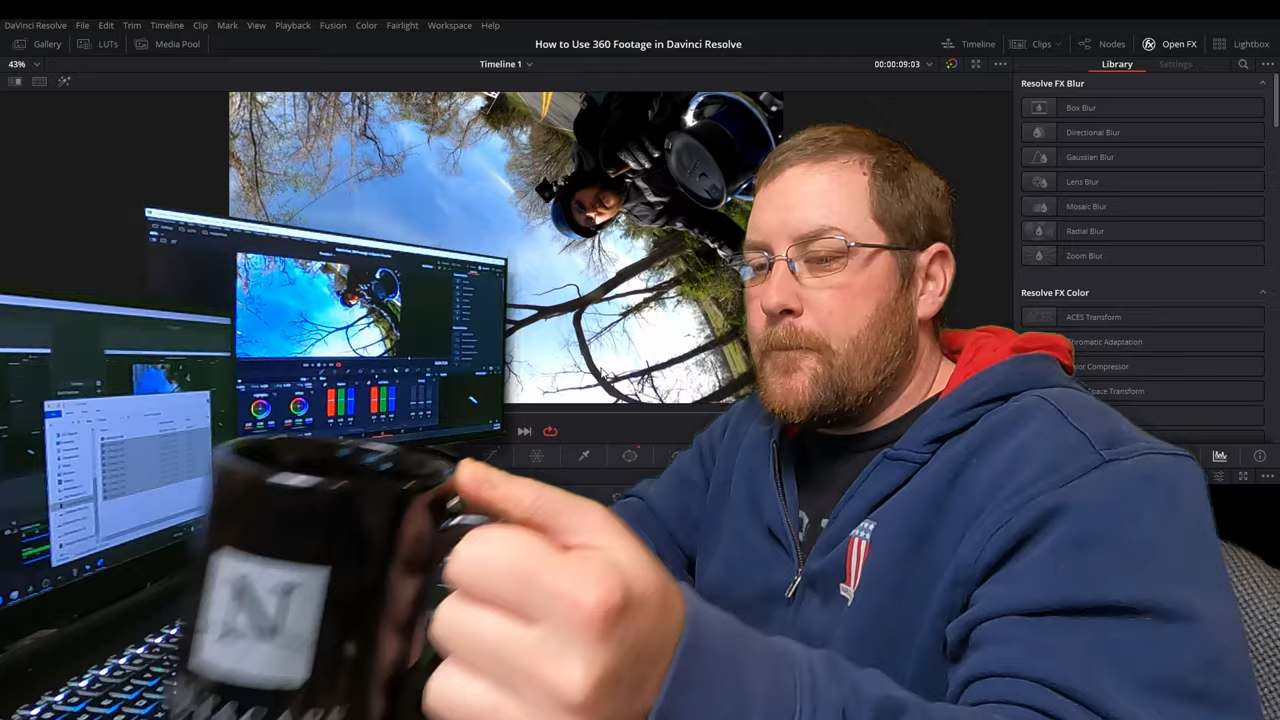 DaVinci Resolve File Edit Trim Timeline Clip Mark View Playback Fusion Color Fairlight Workspace Help
Gallery LUTs Media Pool How to Use 360 Footage in Davinci Resolve Timeline Clips Nodes Open FX Lightbox
43% Timeline 1 00:00:09:03 Library Settings
Resolve FX Blur
Box Blur
Directional Blur
Gaussian Blur
Lens Blur
Mosaic Blur
Radial Blur
Zoom Blur
Resolve FX Color
ACES Transform
Chromatic Adaptation
Compressor
Space Transform
N